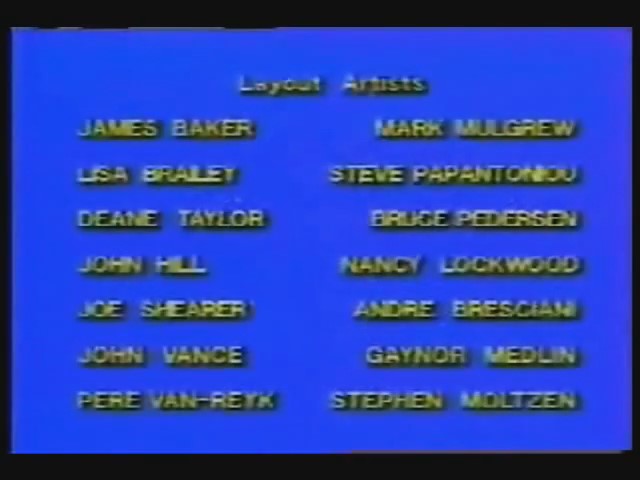 Layout Artists
JAMES BAKER MARK MULGREW
LISA BRAILEY STEVE PAPANTONIOU
DEANE TAYLOR BRUCE PEDERSEN
JOHN HILL NANCY LOCKWOOD
JOE SHEARER ANDRE BRESCIANI
JOHN VANCE GAYNOR MEDLIN
PERE VAN-REYK STEPHEN MOLTZEN